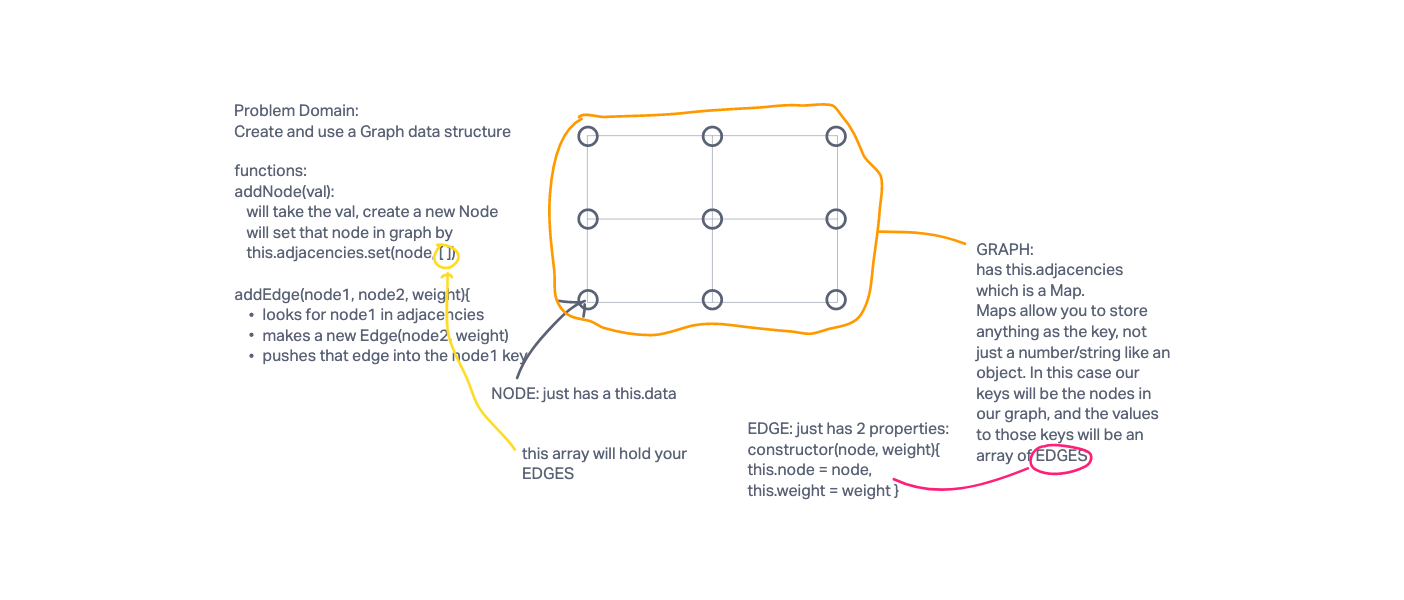 Problem Domain:
Create and use a Graph data structure
functions:
addNode(val):
will take the val, create a new Node
will set that node in graph by
this.adjacencies.set(node, [ ])
addEdge(node1, node2, weight){
• looks for node1 in adjacencies
• makes a new Edge(node2, weight)
• pushes that edge into the node1 key
NODE: just has a this.data
this array will hold your
EDGES
EDGE: just has 2 properties:
constructor(node, weight){
this.node = node,
this.weight = weight }
GRAPH:
has this.adjacencies
which is a Map.
Maps allow you to store
anything as the key, not
just a number/string like an
object. In this case our
keys will be the nodes in
our graph, and the values
to those keys will be an
array of EDGES